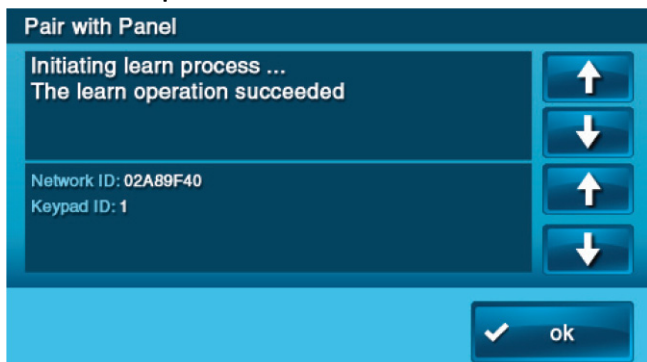 Pair with Panel
Initiating learn process ...
The learn operation succeeded
Network ID: 02A89F40
Keypad ID: 1
ok